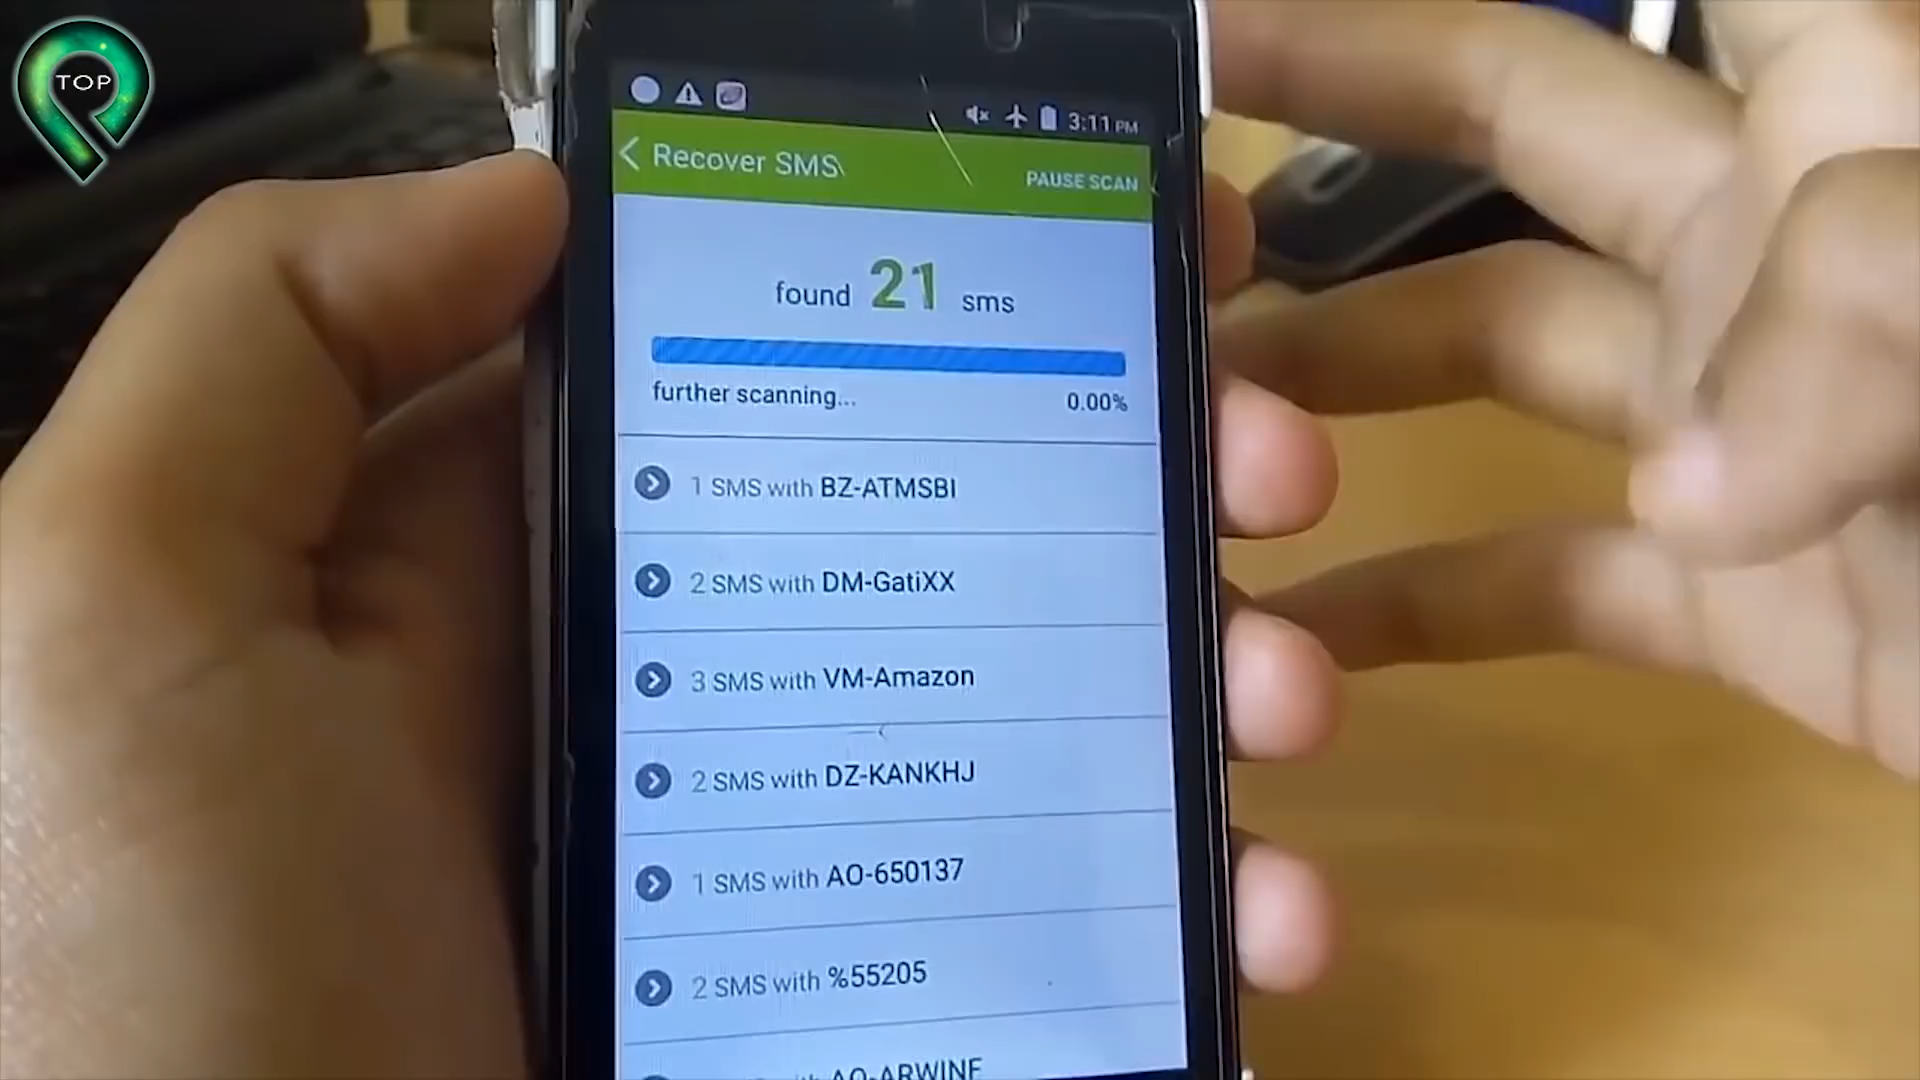 TOP
3:11 PM
Recover SMS
PAUSE SCAN
found 21 sms
further scanning... 0.00%
1 SMS with BZ-ATMSBI
2 SMS with DM-GatiXX
3 SMS with VM-Amazon
2 SMS with DZ-KANKHJ
1 SMS with AO-650137
2 SMS with %55205
AO-ARWINF